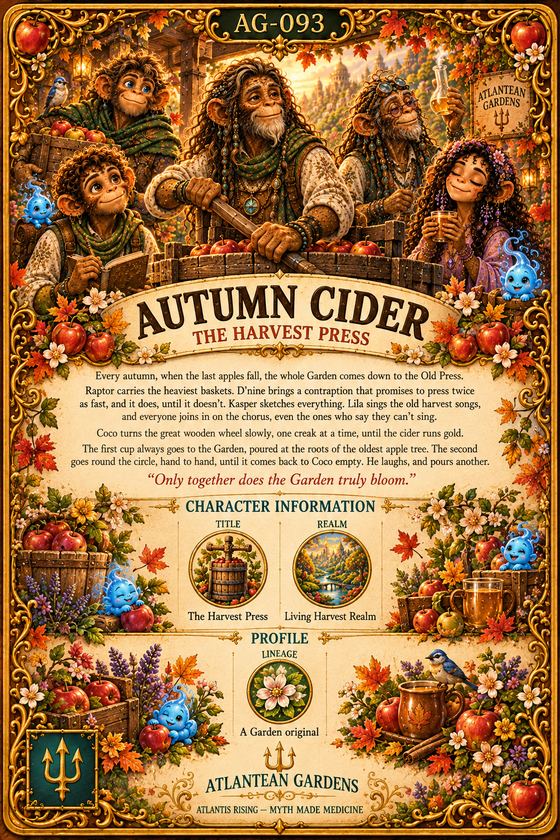 AG-093
ATLANTEAN
GARDENS
AUTUMN CIDER
THE HARVEST PRESS
Every autumn, when the last apples fall, the whole Garden comes down to the Old Press.
Raptor carries the heaviest baskets. D'nine brings a contraption that promises to press twice
as fast, and it does, until it doesn't. Kasper sketches everything. Lila sings the old harvest songs,
and everyone joins in on the chorus, even the ones who say they can't sing.
Coco turns the great wooden wheel slowly, one creak at a time, until the cider runs gold.
The first cup always goes to the Garden, poured at the roots of the oldest apple tree. The second
goes round the circle, hand to hand, until it comes back to Coco empty. He laughs, and pours another.
“Only together does the Garden truly bloom.”
CHARACTER INFORMATION
TITLE
REALM
The Harvest Press
Living Harvest Realm
PROFILE
LINEAGE
A Garden original
ATLANTEAN GARDENS
ATLANTIS RISING — MYTH MADE MEDICINE